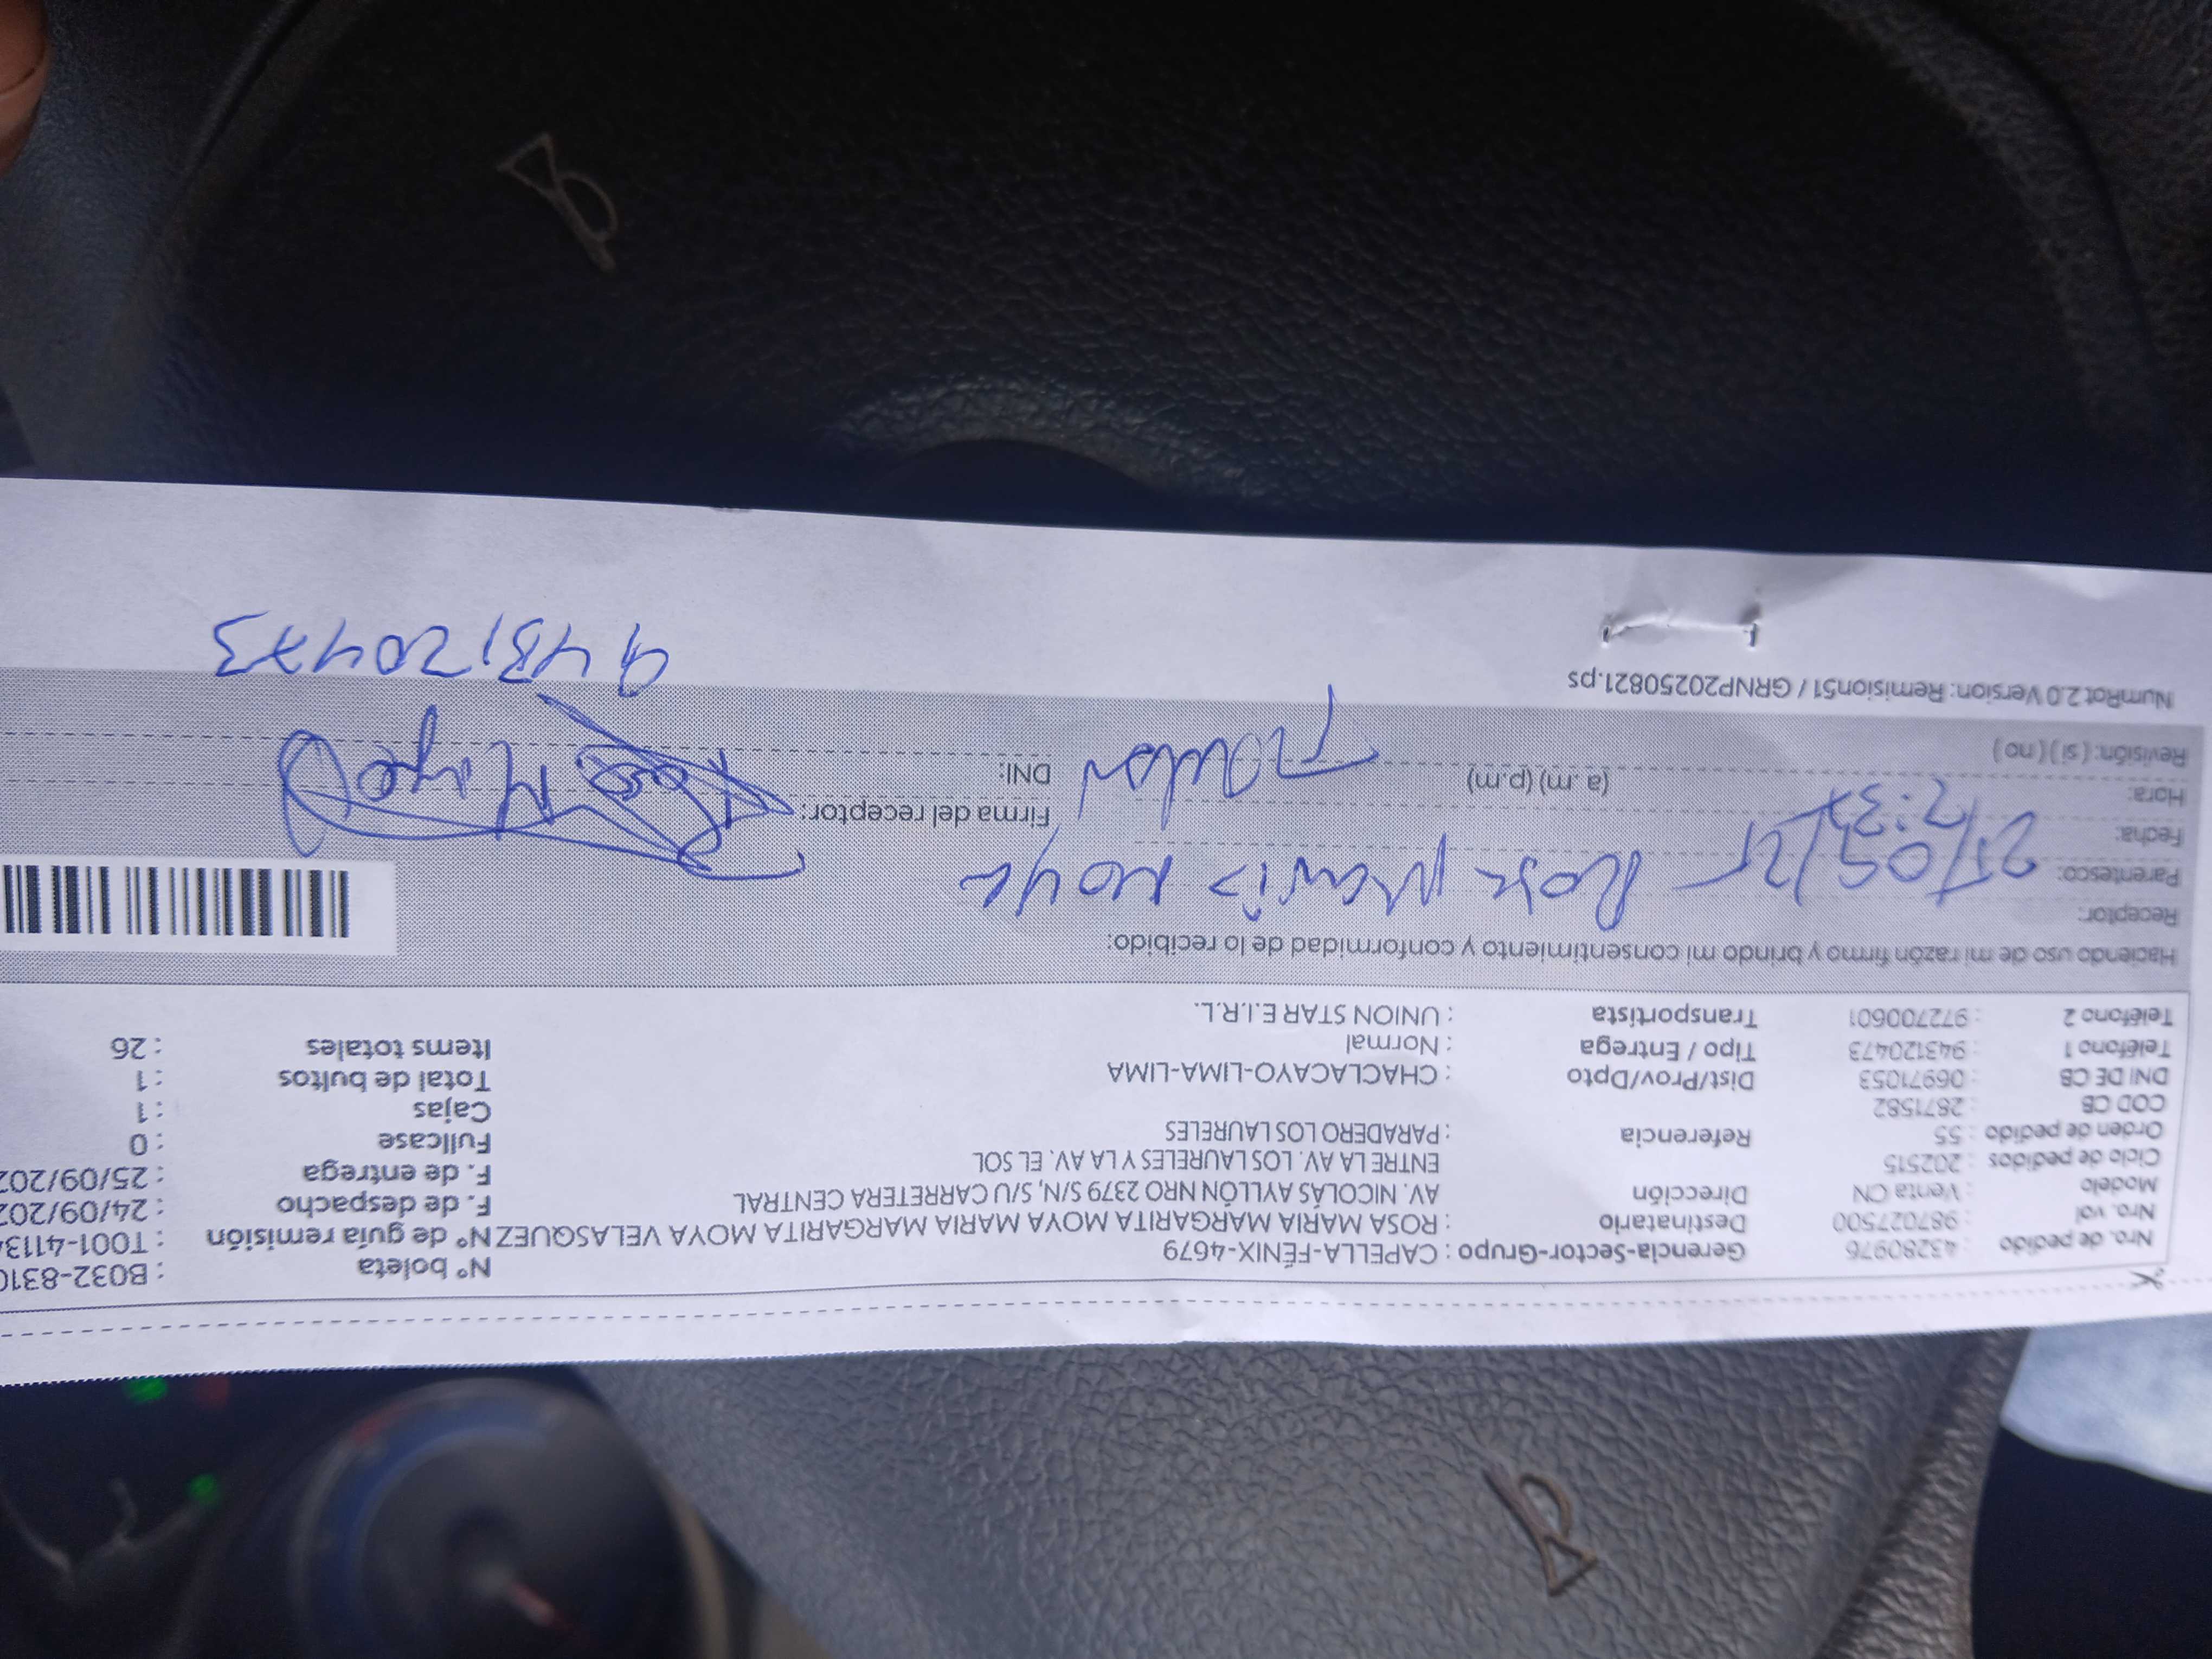 Nro. de pedido : 43280976 Gerencia-Sector-Grupo : CAPELLA-FÉNIX-4679 N° boleta : B032-8310
Nro. vol : 987027500 Destinatario : ROSA MARIA MARGARITA MOYA MARIA MARGARITA MOYA VELASQUEZ N° de guía remisión : T001-4113
Modelo : Venta CN Dirección AV. NICOLÁS AYLLÓN NRO 2379 S/N, S/U CARRETERA CENTRAL F. de despacho : 24/09/202
Ciclo de pedidos : 202515 ENTRE LA AV. LOS LAURELES Y LA AV. EL SOL F. de entrega : 25/09/202
Orden de pedido : 55 Referencia : PARADERO LOS LAURELES Fullcase : 0
COD CB : 2871582 Cajas : 1
DNI DE CB : 06971053 Dist/Prov/Dpto : CHACLACAYO-LIMA-LIMA Total de bultos : 1
Teléfono 1 : 943120473 Tipo / Entrega : Normal Items totales : 26
Teléfono 2 : 972700601 Transportista : UNION STAR E.I.R.L.
Haciendo uso de mi razón firmo y brindo mi consentimiento y conformidad de lo recibido:
Receptor: Rosa Maria Moya
Parentesco:
Fecha: Firma del receptor:
Hora: (a.m) (p.m) DNI:
Revisión: (si) (no)
NumRot 2.0 Version: Remision51 / GRNP20250821.ps
943120473